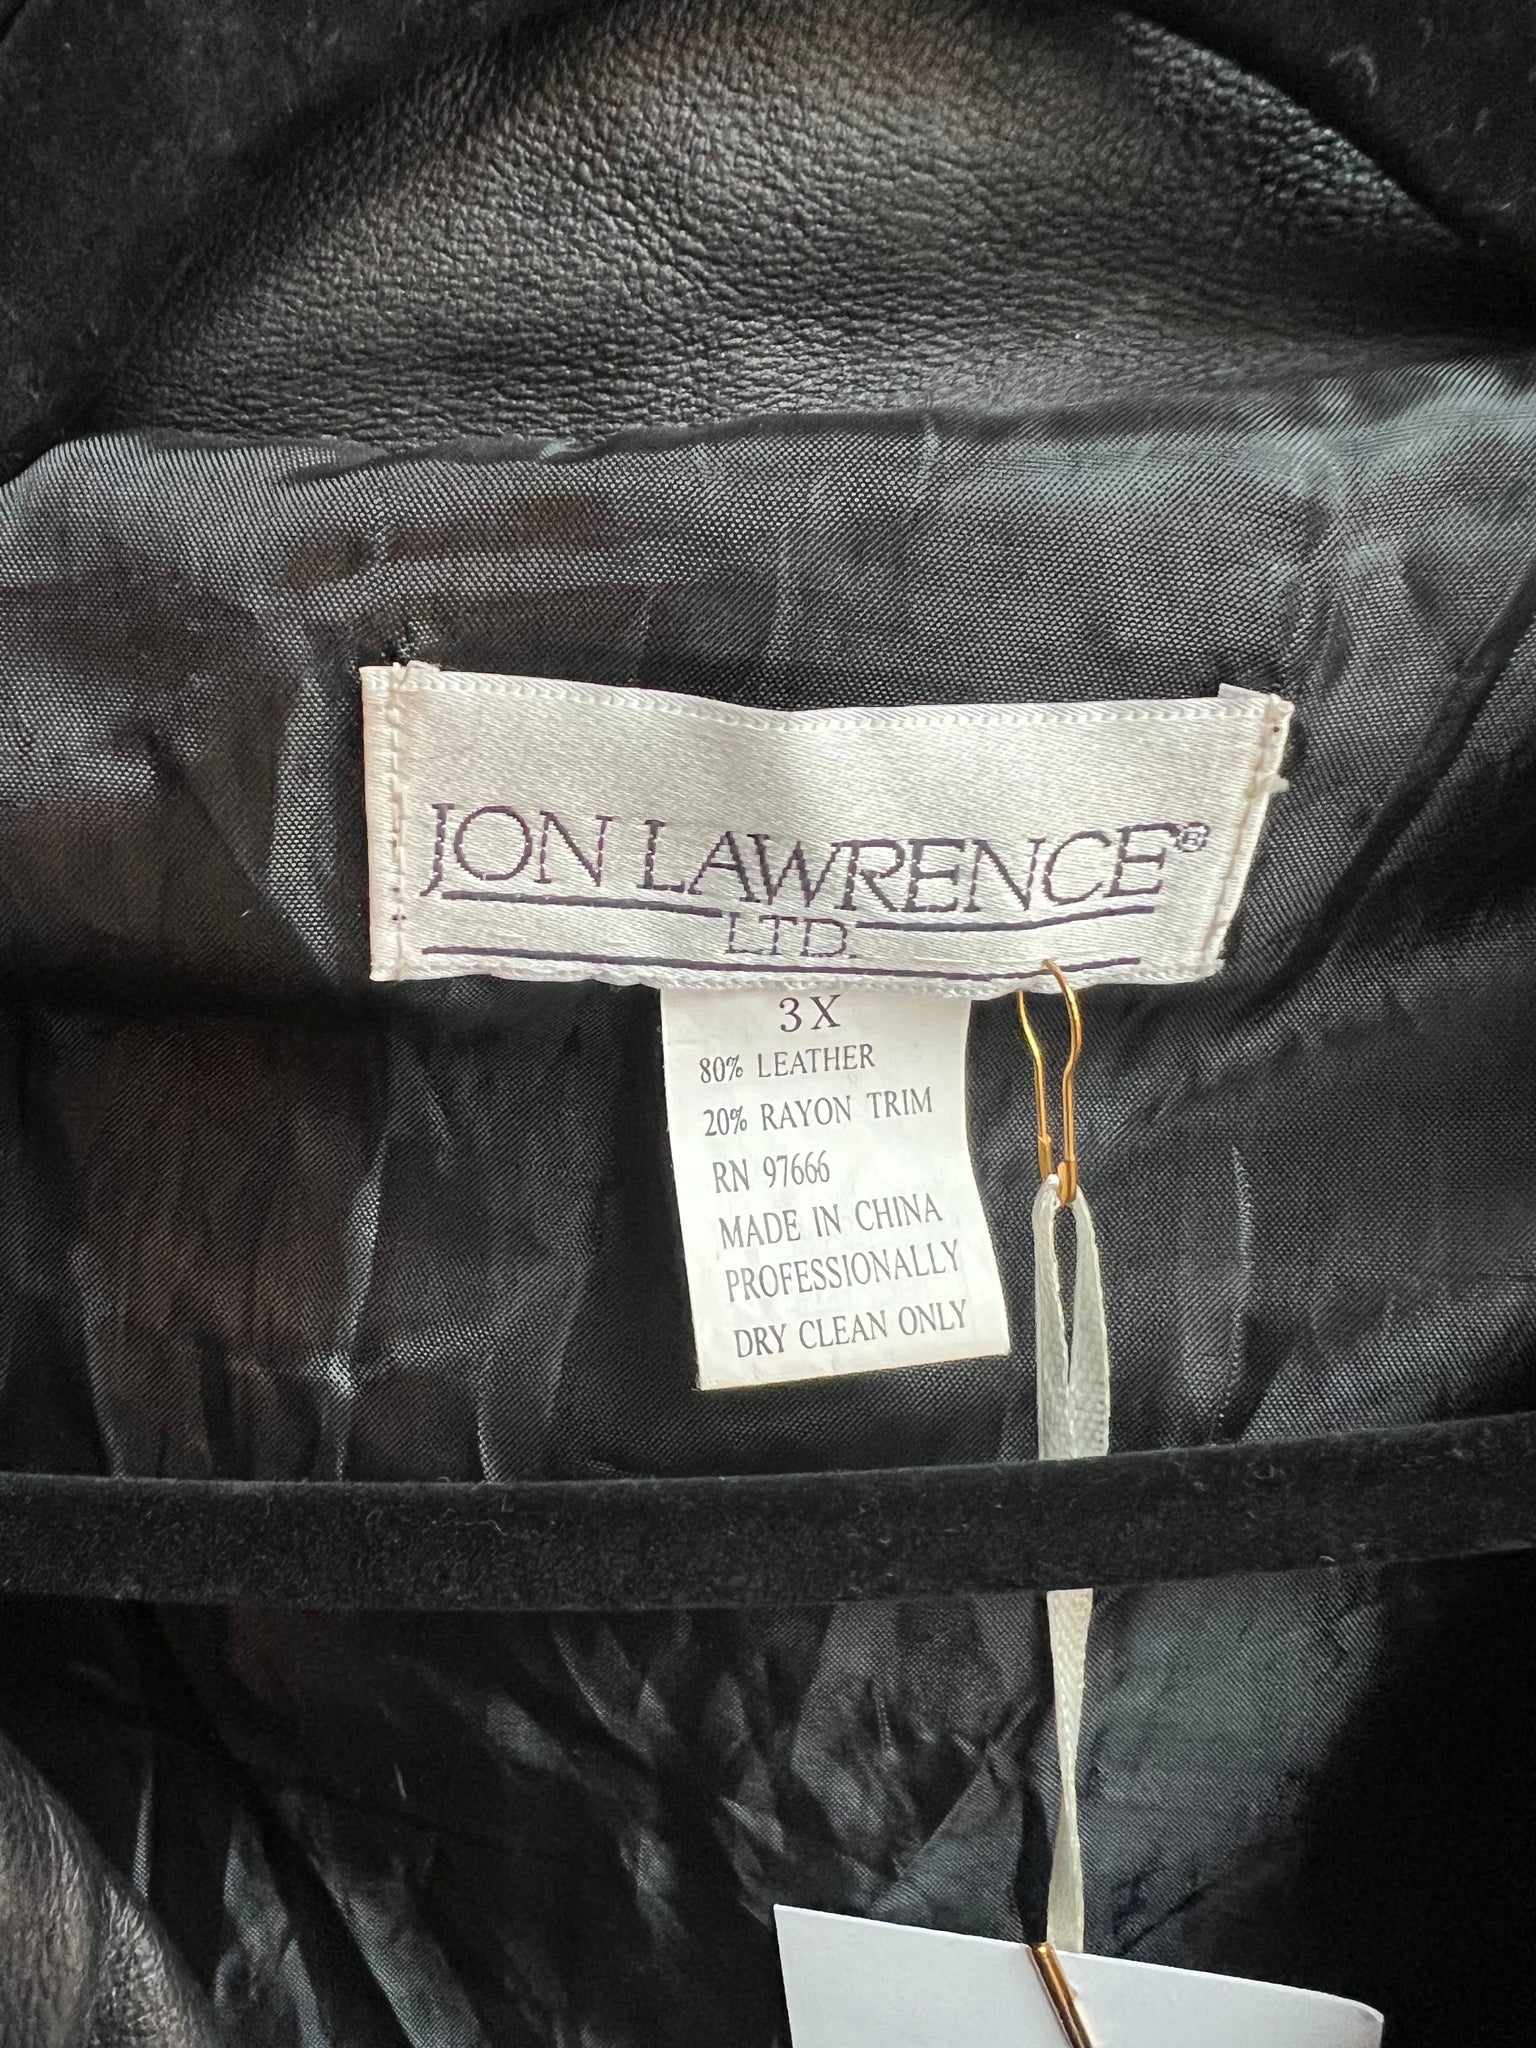 JON LAWRENCE®
LTD.
3X
80% LEATHER
20% RAYON TRIM
RN 97666
MADE IN CHINA
PROFESSIONALLY
DRY CLEAN ONLY